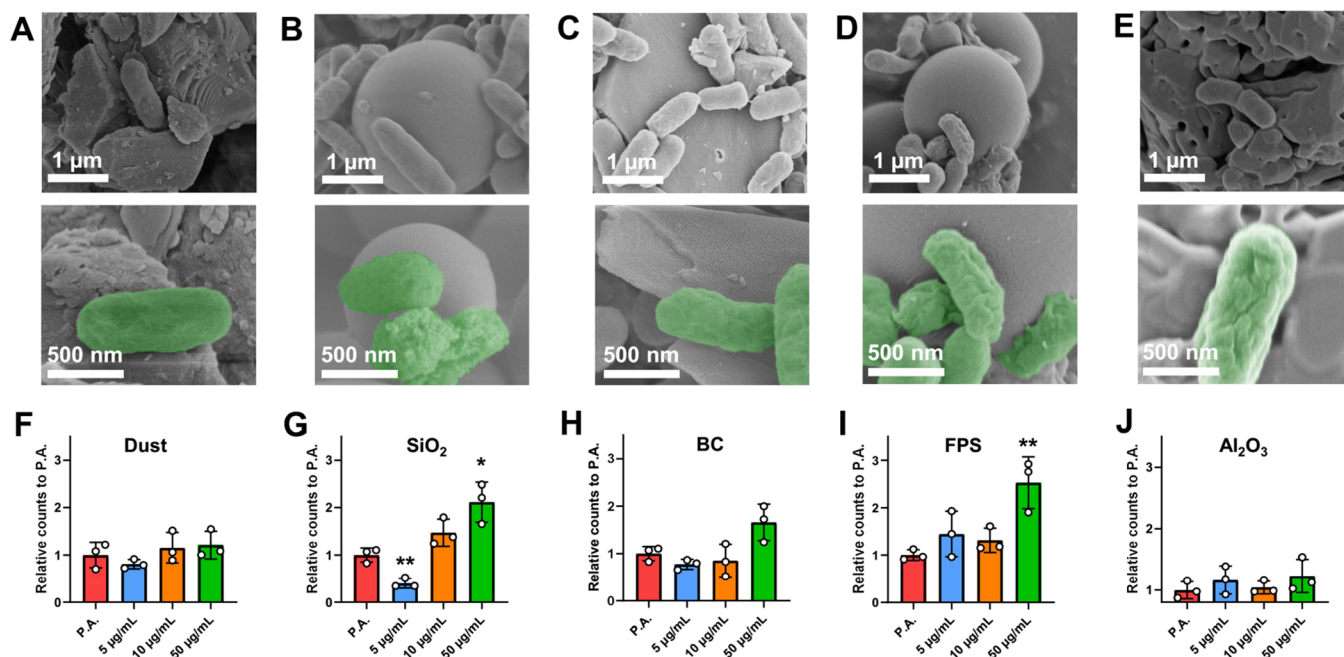 A
B
C
D
E
1 µm
1 µm
1 µm
1 µm
1 µm
500 nm
500 nm
500 nm
500 nm
500 nm
F
Dust
Relative counts to P.A.
3
2
1
0
P.A.
5 µg/mL
10 µg/mL
50 µg/mL
G
SiO₂
Relative counts to P.A.
3
2
1
0
**
*
P.A.
5 µg/mL
10 µg/mL
50 µg/mL
H
BC
Relative counts to P.A.
3
2
1
0
P.A.
5 µg/mL
10 µg/mL
50 µg/mL
I
FPS
Relative counts to P.A.
3
2
1
0
**
P.A.
5 µg/mL
10 µg/mL
50 µg/mL
J
Al₂O₃
Relative counts to P.A.
3
2
1
P.A.
5 µg/mL
10 µg/mL
50 µg/mL